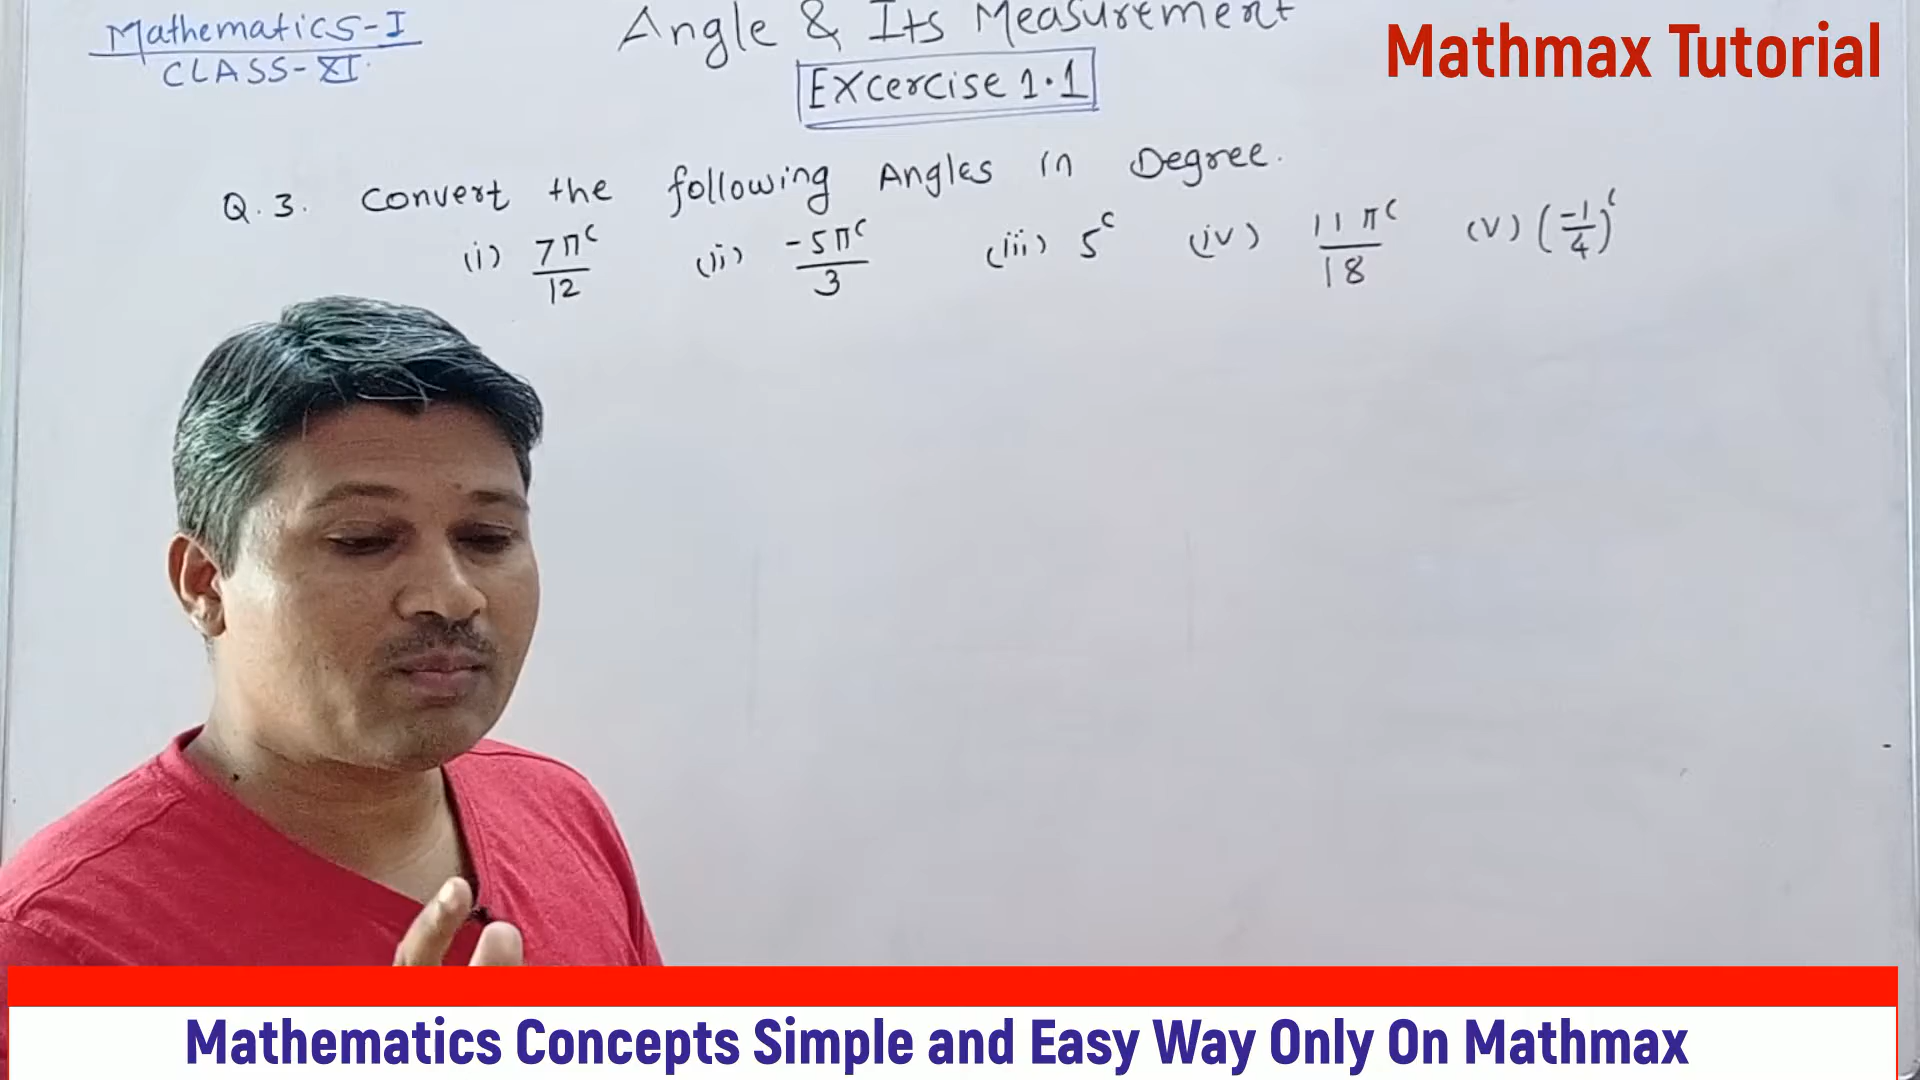 Mathematics-I
CLASS-XI.
Angle & Its Measurement
Excercise 1.1
Mathmax Tutorial
Q.3. Convert the following Angles in Degree.
(i) 7π^c/12 (ii) -5π^c/3 (iii) 5^c (iv) 11π^c/18 (v) (-1/4)^c
Mathematics Concepts Simple and Easy Way Only On Mathmax